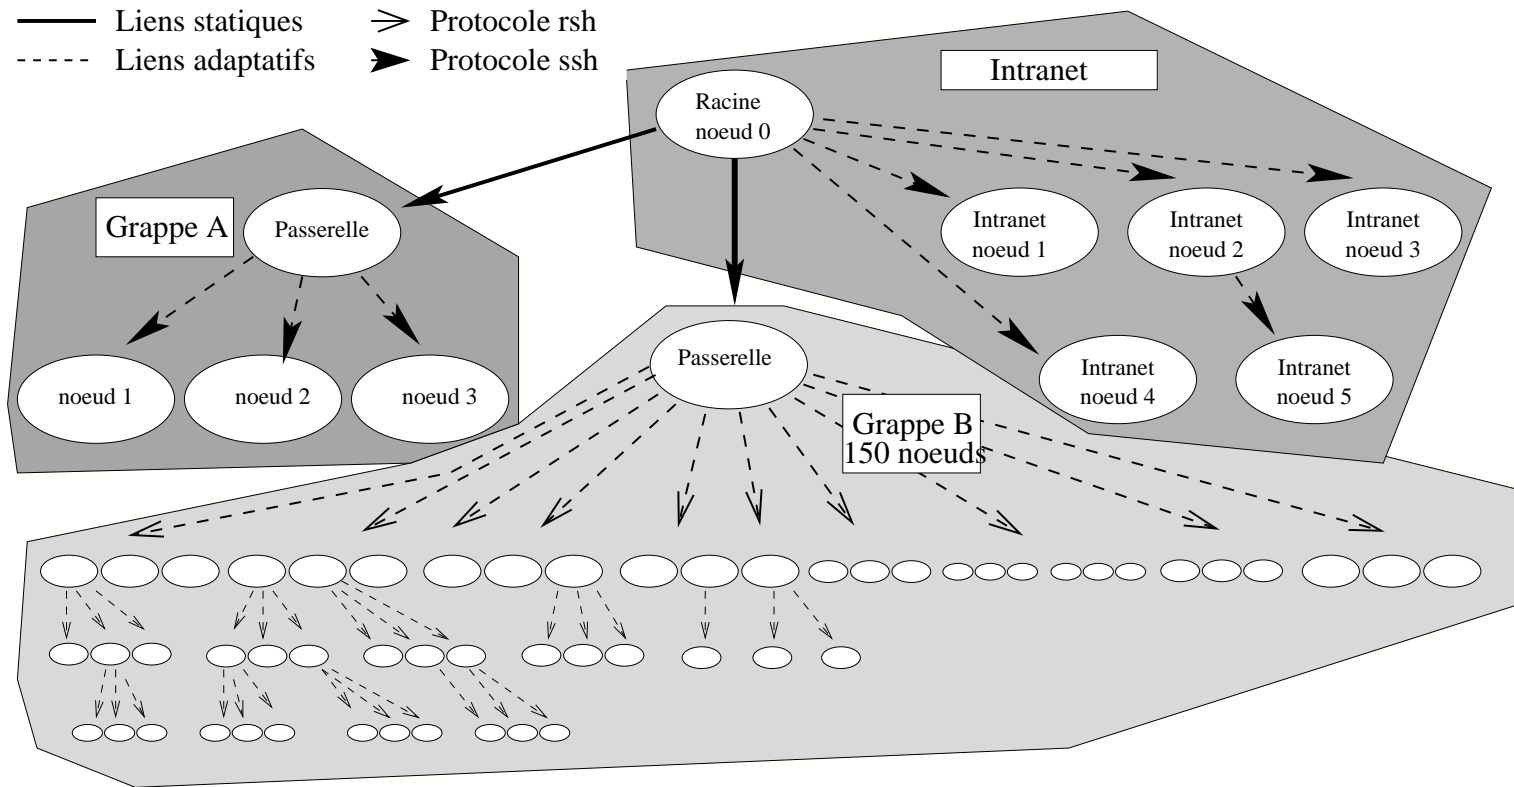 Liens statiques
Protocole rsh
Liens adaptatifs
Protocole ssh
Intranet
Racine
noeud 0
Grappe A
Passerelle
Intranet
noeud 1
Intranet
noeud 2
Intranet
noeud 3
noeud 1
noeud 2
noeud 3
Passerelle
Intranet
noeud 4
Intranet
noeud 5
Grappe B
150 noeuds